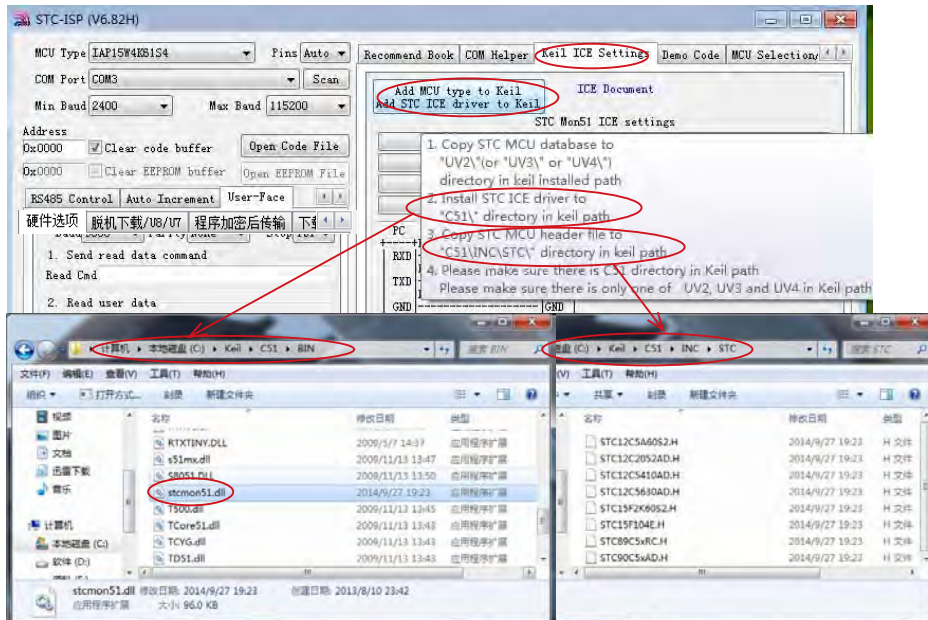 STC-ISP (V6.82H)
MCU Type IAP15W4K61S4 Pins Auto
COM Port COM3 Scan
Min Baud 2400 Max Baud 115200
Address
0x0000 Clear code buffer Open Code File
0x0000 Clear EEPROM buffer Open EEPROM File
RS485 Control Auto Increment User-Face
硬件选项 脱机下载/U8/U7 程序加密后传输
1. Send read data command
Read Cmd
2. Read user data
Recommend Book COM Helper Keil ICE Settings Demo Code MCU Selection/
Add MCU type to Keil
Add STC ICE driver to Keil
ICE Document
STC Mon51 ICE settings
1. Copy STC MCU database to
"UV2\"(or "UV3\" or "UV4\")
directory in keil installed path
2. Install STC ICE driver to
"C51\" directory in keil path
3. Copy STC MCU header file to
"C51\INC\STC\" directory in keil path
4. Please make sure there is C51 directory in Keil path
Please make sure there is only one of UV2, UV3 and UV4 in Keil path
PC
RXD
TXD
GND GND
计算机 本地磁盘 (C:) Keil C51 BIN 搜索 BIN
文件(F) 编辑(E) 查看(V) 工具(T) 帮助(H)
组织 打开方式... 刻录 新建文件夹
视频
图片
文档
迅雷下载
音乐
计算机
本地磁盘 (C:)
软件 (D:)
名称 修改日期 类型
RTXTINY.DLL 2009/5/7 14:37 应用程序扩展
s51mx.dll 2009/11/13 13:47 应用程序扩展
S8051.DLL 2009/11/13 13:50 应用程序扩展
stcmon51.dll 2014/9/27 19:23 应用程序扩展
T500.dll 2009/11/13 13:45 应用程序扩展
TCore51.dll 2009/11/13 13:43 应用程序扩展
TCYG.dll 2009/11/13 13:43 应用程序扩展
TD51.dll 2009/11/13 13:43 应用程序扩展
stcmon51.dll 修改日期: 2014/9/27 19:23 创建日期: 2013/8/10 23:42
应用程序扩展 大小: 96.0 KB
磁盘 (C:) Keil C51 INC STC 搜索 STC
(V) 工具(T) 帮助(H)
共享 刻录 新建文件夹
名称 修改日期 类型
STC12C5A60S2.H 2014/9/27 19:23 H 文件
STC12C2052AD.H 2014/9/27 19:23 H 文件
STC12C5410AD.H 2014/9/27 19:23 H 文件
STC12C5630AD.H 2014/9/27 19:23 H 文件
STC15F2K60S2.H 2014/9/27 19:23 H 文件
STC15F104E.H 2014/9/27 19:23 H 文件
STC89C5xRC.H 2014/9/27 19:23 H 文件
STC90C5xAD.H 2014/9/27 19:23 H 文件